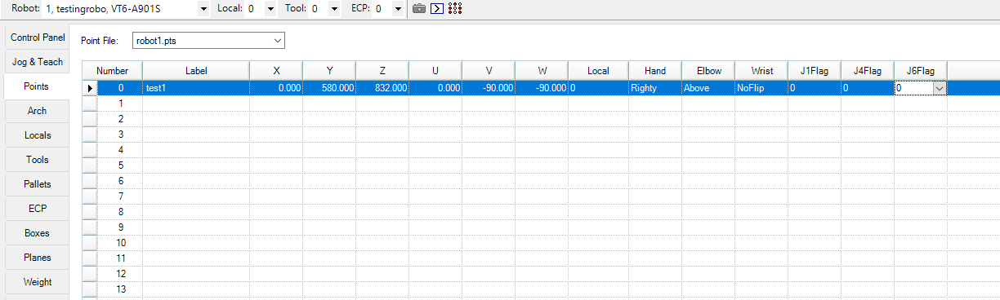 Robot: 1, testingrobo, VT6-A901S Local: 0 Tool: 0 ECP: 0
Control Panel
Jog & Teach
Points
Arch
Locals
Tools
Pallets
ECP
Boxes
Planes
Weight
Point File: robot1.pts
Number Label X Y Z U V W Local Hand Elbow Wrist J1Flag J4Flag J6Flag
0 test1 0.000 580.000 832.000 0.000 -90.000 -90.000 0 Righty Above NoFlip 0 0 0
1
2
3
4
5
6
7
8
9
10
11
12
13